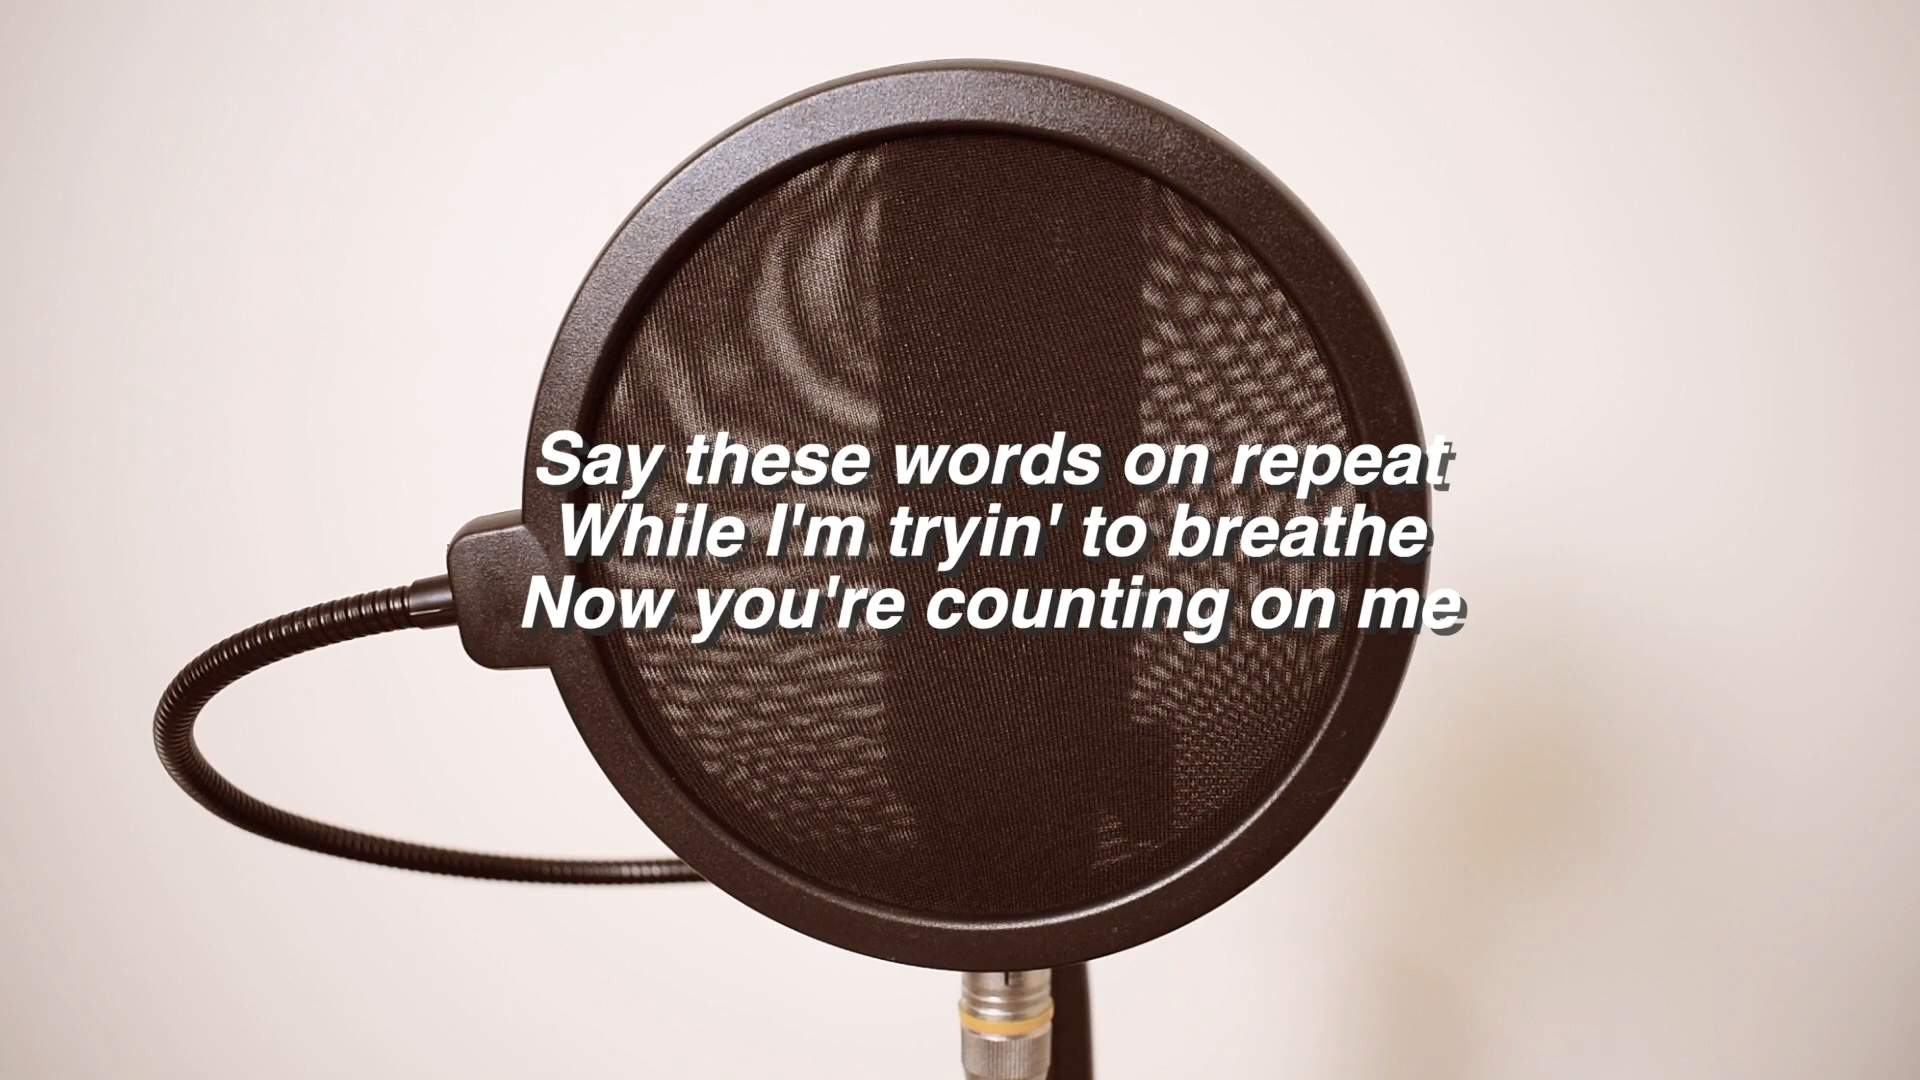 Say these words on repeat
While I'm tryin' to breathe
Now you're counting on me